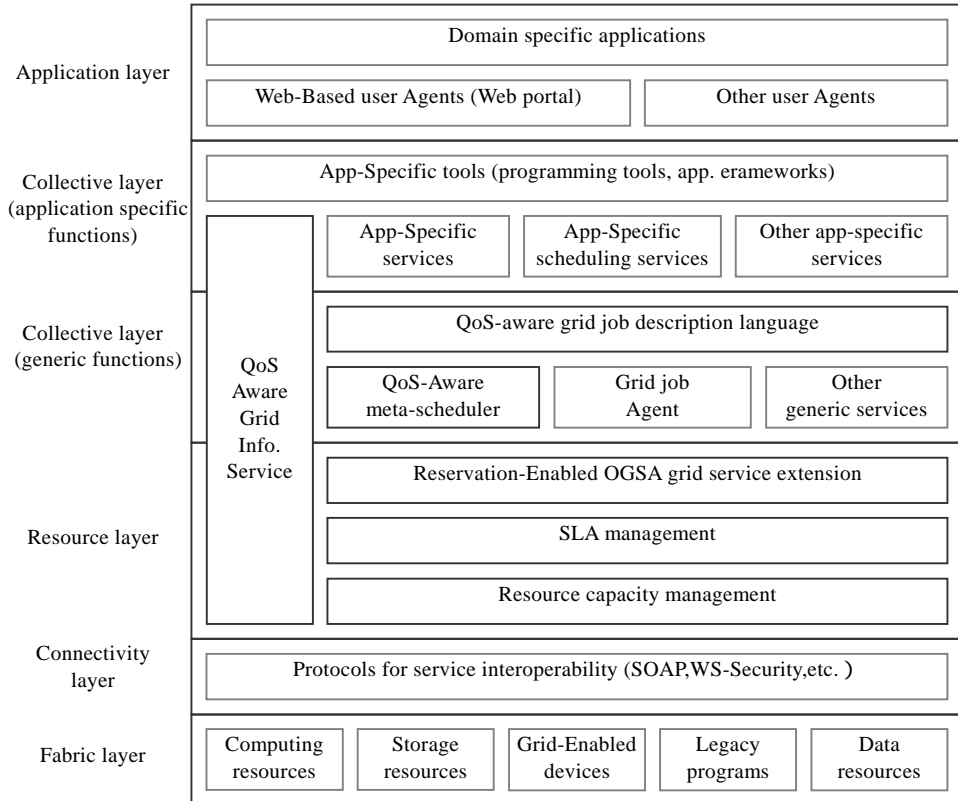 Domain specific applications
Application layer
Web-Based user Agents (Web portal)
Other user Agents
App-Specific tools (programming tools, app. erameworks)
Collective layer
(application specific
functions)
App-Specific
services
App-Specific
scheduling services
Other app-specific
services
QoS-aware grid job description language
Collective layer
(generic functions)
QoS
Aware
Grid
Info.
Service
QoS-Aware
meta-scheduler
Grid job
Agent
Other
generic services
Reservation-Enabled OGSA grid service extension
Resource layer
SLA management
Resource capacity management
Connectivity
layer
Protocols for service interoperability (SOAP,WS-Security,etc. )
Fabric layer
Computing
resources
Storage
resources
Grid-Enabled
devices
Legacy
programs
Data
resources